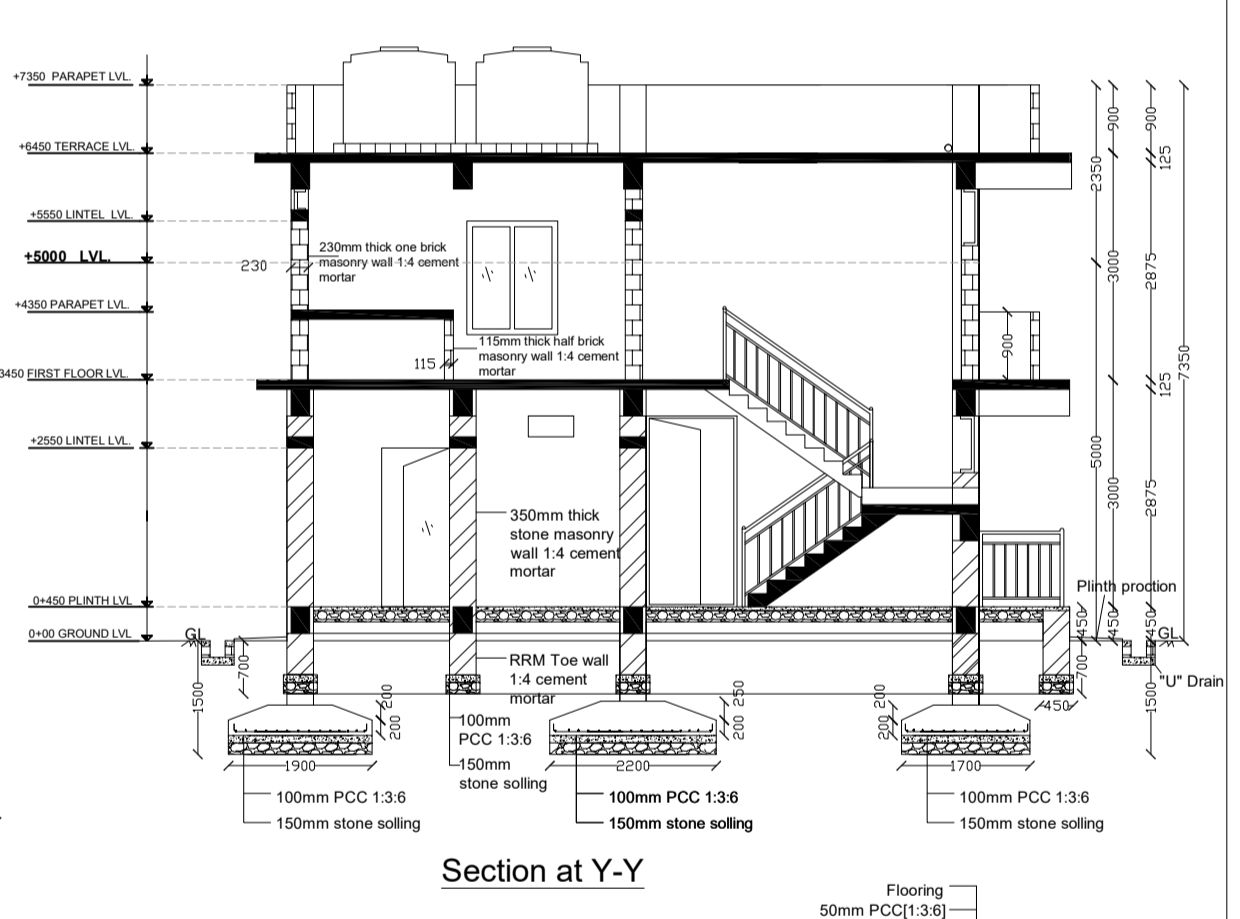 +7350 PARAPET LVL.
+6450 TERRACE LVL.
+5550 LINTEL LVL.
+5000 LVL.
+4350 PARAPET LVL.
3450 FIRST FLOOR LVL.
+2550 LINTEL LVL.
0+450 PLINTH LVL
0+00 GROUND LVL
GL
230
230mm thick one brick
masonry wall 1:4 cement
mortar
115
115mm thick half brick
masonry wall 1:4 cement
mortar
350mm thick
stone masonry
wall 1:4 cement
mortar
RRM Toe wall
1:4 cement
mortar
100mm
PCC 1:3:6
150mm
stone solling
900
900
900
125
2350
3000
2875
125
7350
900
5000
3000
2875
Plinth proction
450
450
450
GL
700
"U" Drain
1500
450
1500
700
200
200
250
200
200
200
1900
2200
1700
100mm PCC 1:3:6
150mm stone solling
100mm PCC 1:3:6
150mm stone solling
100mm PCC 1:3:6
150mm stone solling
Section at Y-Y
Flooring
50mm PCC[1:3:6]